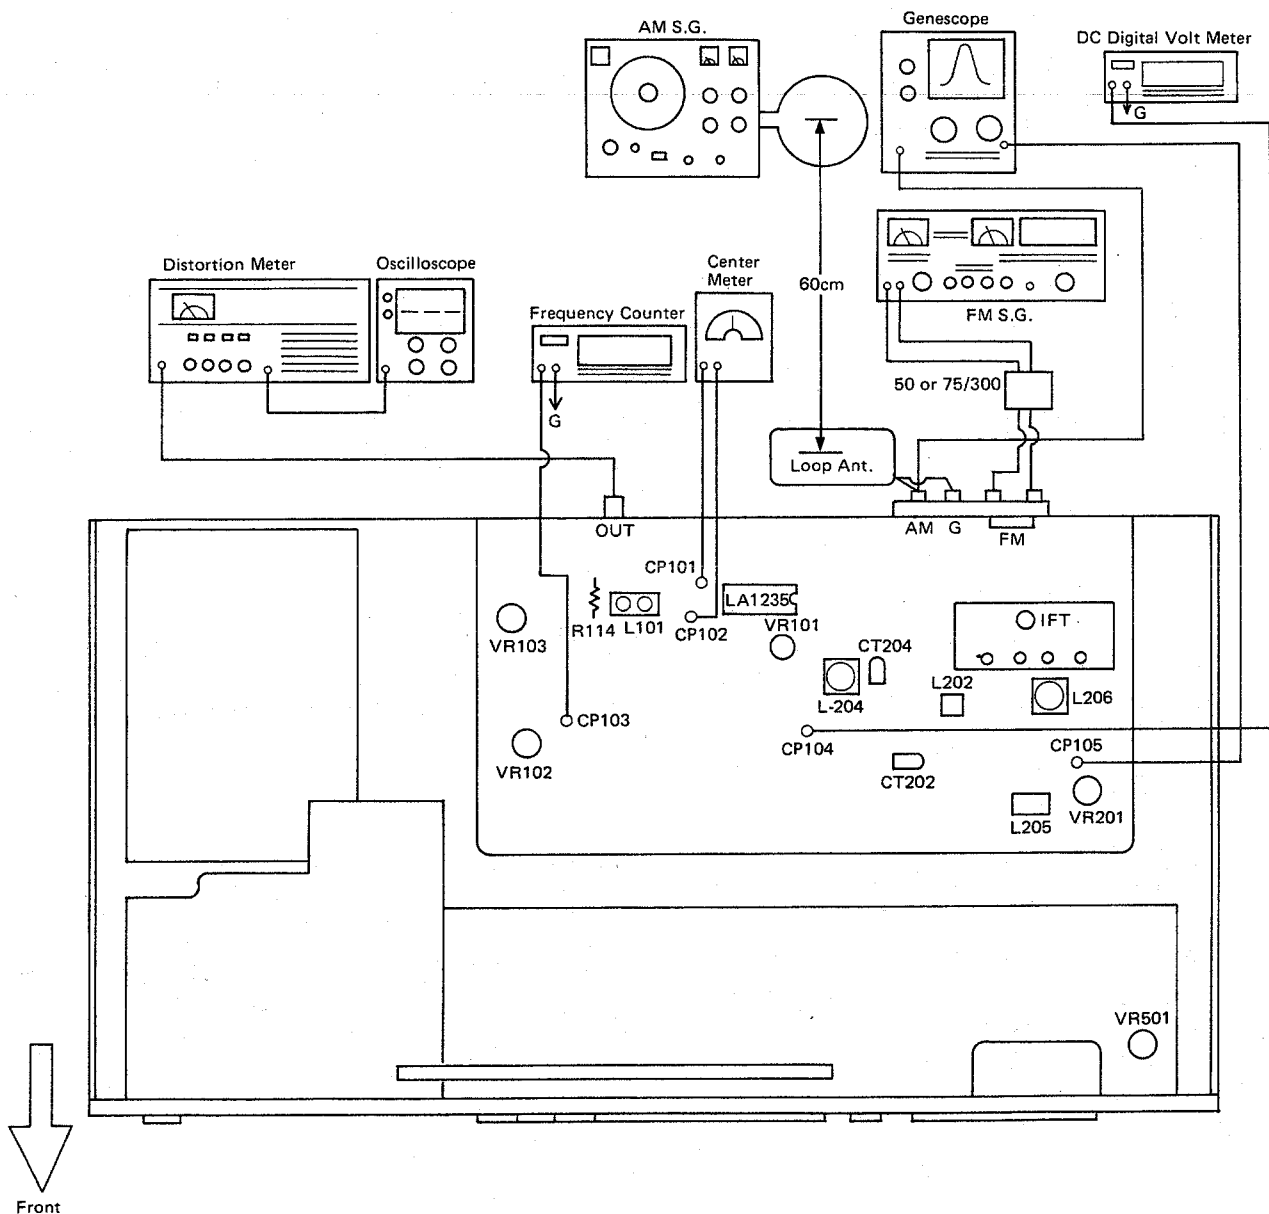 AM S.G.
Genescope
DC Digital Volt Meter
G
Distortion Meter
Oscilloscope
Frequency Counter
Center
Meter
60cm
FM S.G.
50 or 75/300
G
Loop Ant.
OUT
AM
G
FM
CP101
R114
L101
CP102
LA1235
VR101
VR103
CT204
IFT
L-204
L202
L206
CP103
CP104
CP105
VR102
CT202
L205
VR201
VR501
Front